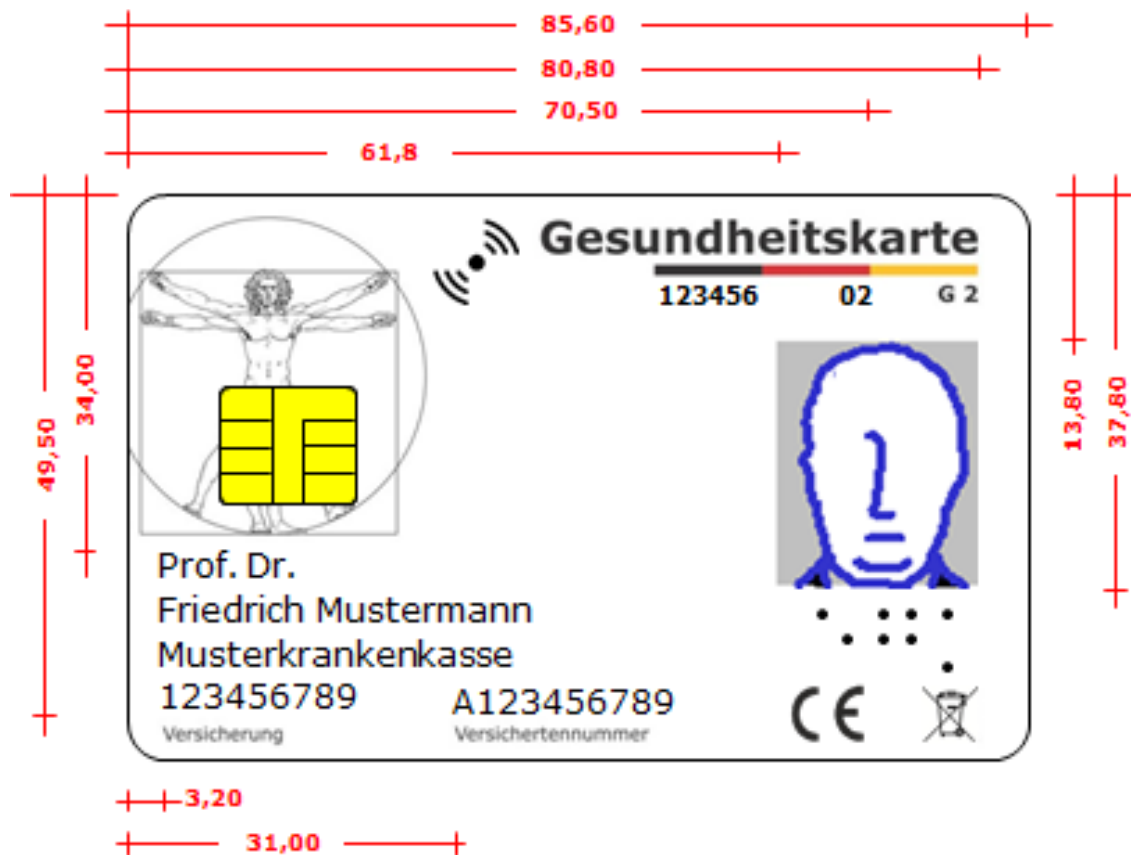 85,60
80,80
70,50
61,8
Gesundheitskarte
123456 02 G 2
49,50
34,00
13,80
37,80
Prof. Dr.
Friedrich Mustermann
Musterkrankenkasse
123456789 A123456789
Versicherung Versichertennummer
CE
3,20
31,00